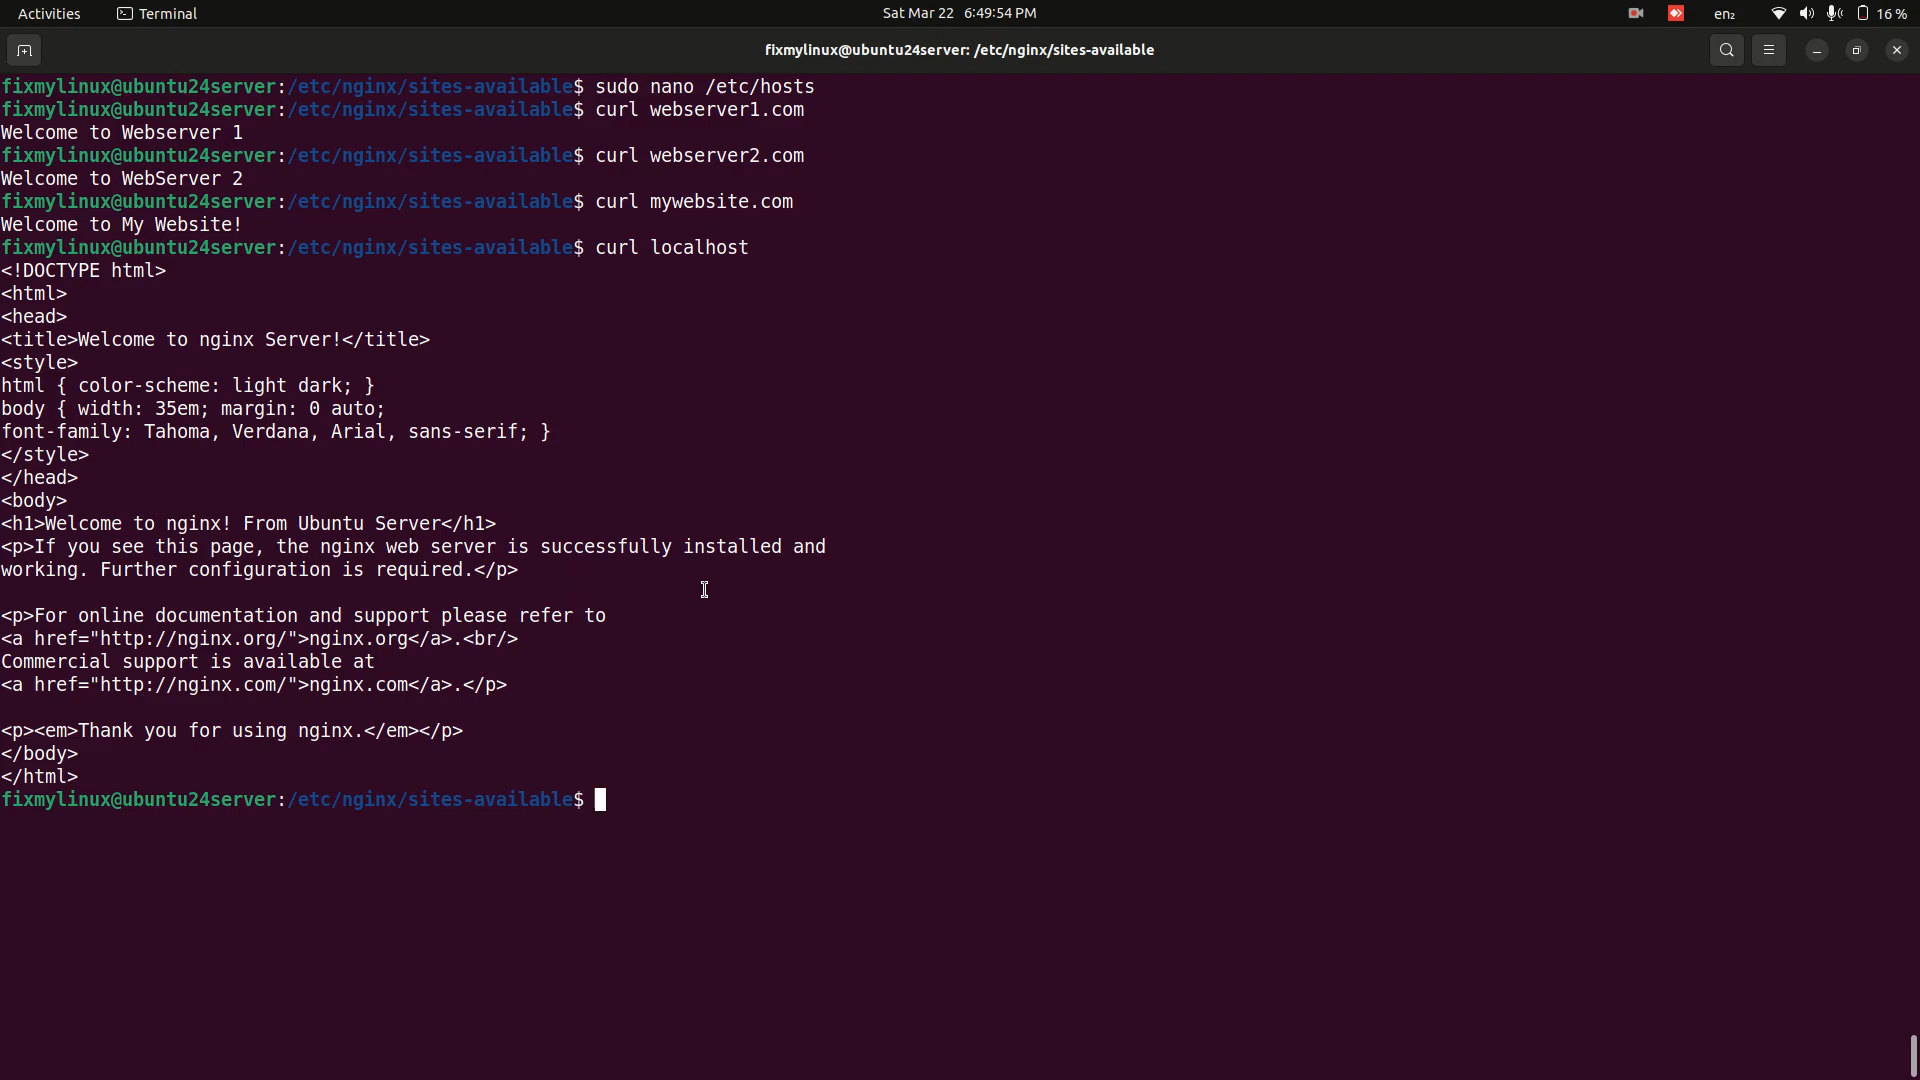 Activities Terminal Sat Mar 22 6:49:54 PM en₂ 16 %
fixmylinux@ubuntu24server: /etc/nginx/sites-available
fixmylinux@ubuntu24server:/etc/nginx/sites-available$ sudo nano /etc/hosts
fixmylinux@ubuntu24server:/etc/nginx/sites-available$ curl webserver1.com
Welcome to Webserver 1
fixmylinux@ubuntu24server:/etc/nginx/sites-available$ curl webserver2.com
Welcome to WebServer 2
fixmylinux@ubuntu24server:/etc/nginx/sites-available$ curl mywebsite.com
Welcome to My Website!
fixmylinux@ubuntu24server:/etc/nginx/sites-available$ curl localhost
<!DOCTYPE html>
<html>
<head>
<title>Welcome to nginx Server!</title>
<style>
html { color-scheme: light dark; }
body { width: 35em; margin: 0 auto;
font-family: Tahoma, Verdana, Arial, sans-serif; }
</style>
</head>
<body>
<h1>Welcome to nginx! From Ubuntu Server</h1>
<p>If you see this page, the nginx web server is successfully installed and
working. Further configuration is required.</p>
<p>For online documentation and support please refer to
<a href="http://nginx.org/">nginx.org</a>.<br/>
Commercial support is available at
<a href="http://nginx.com/">nginx.com</a>.</p>
<p><em>Thank you for using nginx.</em></p>
</body>
</html>
fixmylinux@ubuntu24server:/etc/nginx/sites-available$